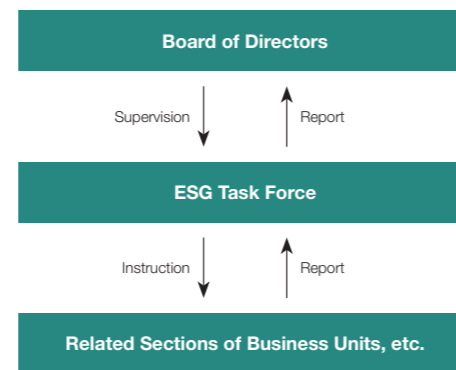 Board of Directors
Supervision
Report
ESG Task Force
Instruction
Report
Related Sections of Business Units, etc.